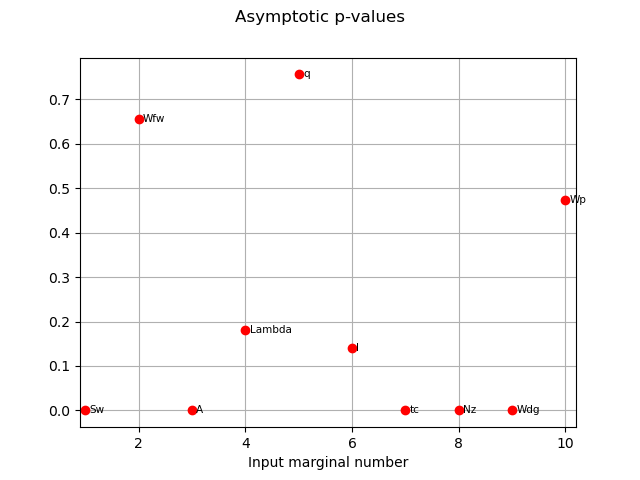 Asymptotic p-values
0.7
0.6
0.5
0.4
0.3
0.2
0.1
0.0
q
Wfw
Wp
Lambda
l
Sw
A
tc
Nz
Wdg
2 4 6 8 10
Input marginal number